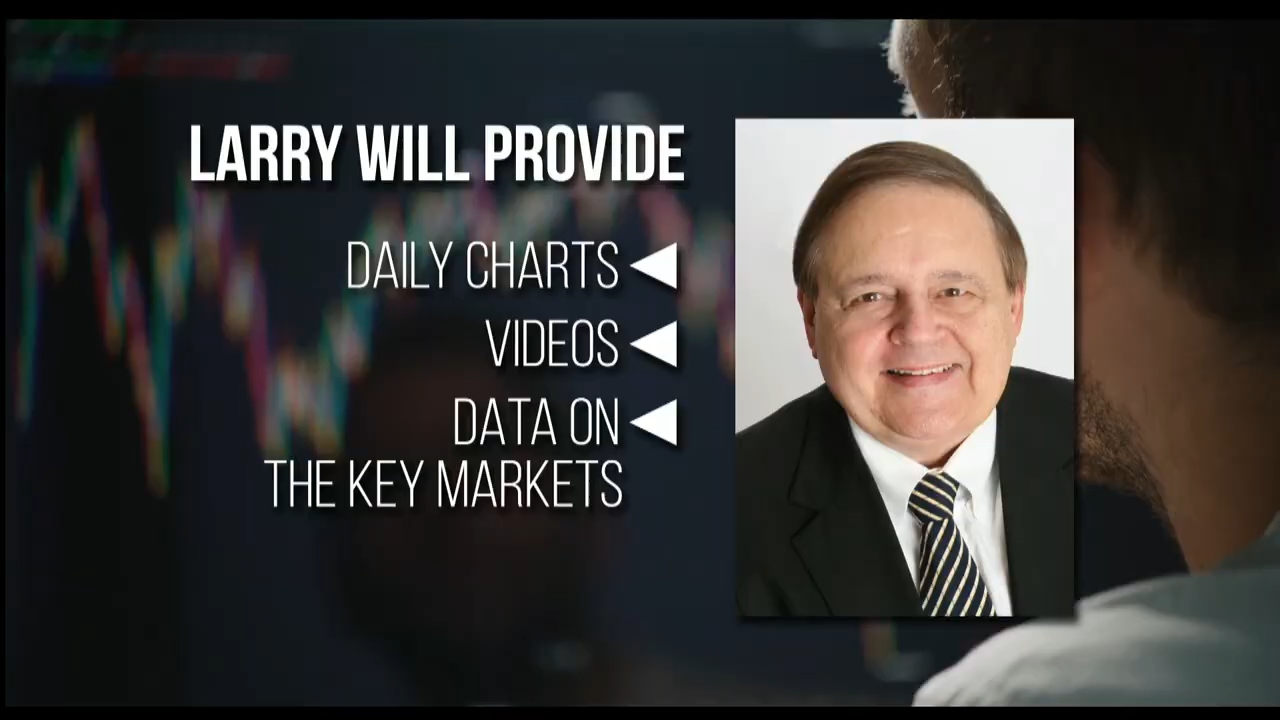 LARRY WILL PROVIDE
DAILY CHARTS
VIDEOS
DATA ON
THE KEY MARKETS